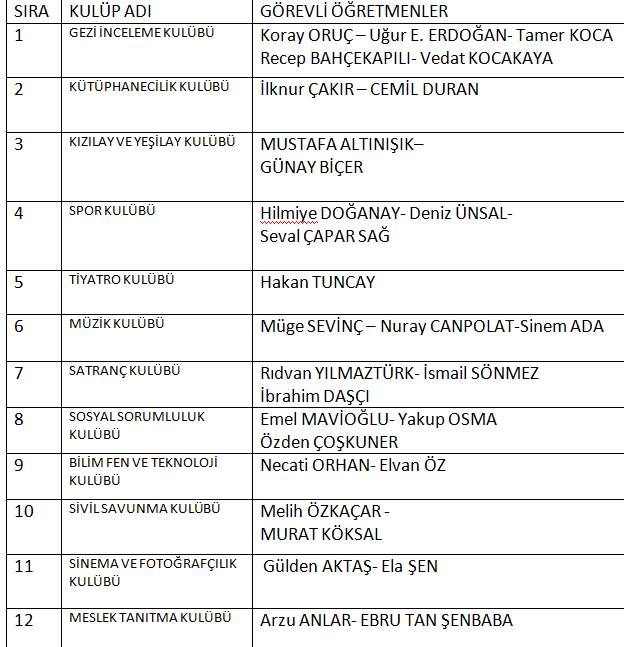 SIRA KULÜP ADI GÖREVLİ ÖĞRETMENLER
1 GEZİ İNCELEME KULÜBÜ Koray ORUÇ – Uğur E. ERDOĞAN- Tamer KOCA
Recep BAHÇEKAPILI- Vedat KOCAKAYA
2 KÜTÜPHANECİLİK KULÜBÜ İlknur ÇAKIR – CEMİL DURAN
3 KIZILAY VE YEŞİLAY KULÜBÜ MUSTAFA ALTINIŞIK–
GÜNAY BİÇER
4 SPOR KULÜBÜ Hilmiye DOĞANAY- Deniz ÜNSAL-
Seval ÇAPAR SAĞ
5 TİYATRO KULÜBÜ Hakan TUNCAY
6 MÜZİK KULÜBÜ Müge SEVİNÇ – Nuray CANPOLAT-Sinem ADA
7 SATRANÇ KULÜBÜ Rıdvan YILMAZTÜRK- İsmail SÖNMEZ
İbrahim DAŞÇI
8 SOSYAL SORUMLULUK Emel MAVİOĞLU- Yakup OSMA
KULÜBÜ Özden ÇOŞKUNER
9 BİLİM FEN VE TEKNOLOJİ Necati ORHAN- Elvan ÖZ
KULÜBÜ
10 SİVİL SAVUNMA KULÜBÜ Melih ÖZKAÇAR -
MURAT KÖKSAL
11 SİNEMA VE FOTOĞRAFÇILIK Gülden AKTAŞ- Ela ŞEN
KULÜBÜ
12 MESLEK TANITMA KULÜBÜ Arzu ANLAR- EBRU TAN ŞENBABA